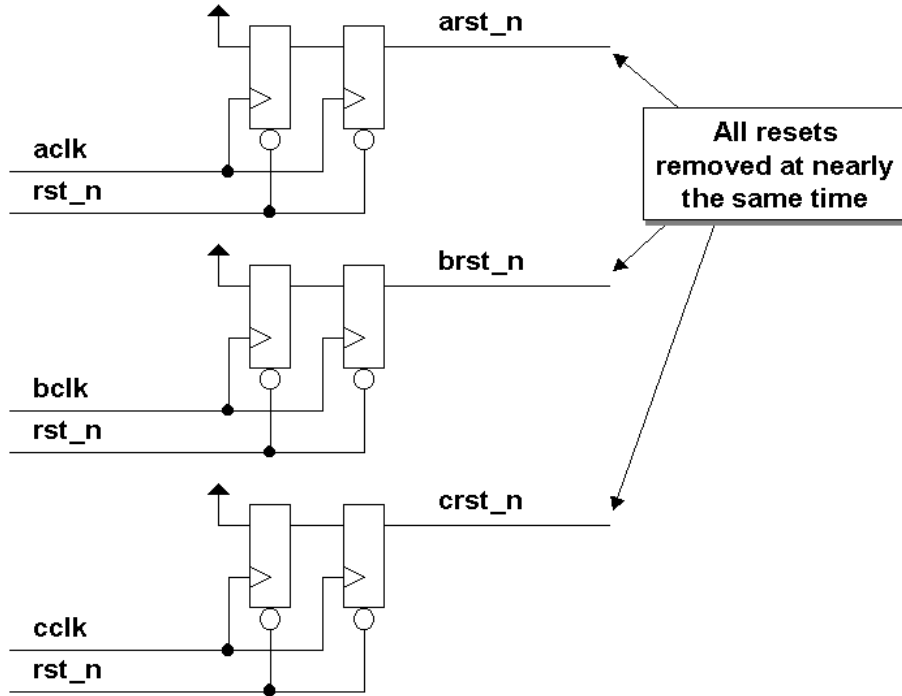 arst_n
All resets
removed at nearly
the same time
aclk
rst_n
brst_n
bclk
rst_n
crst_n
cclk
rst_n